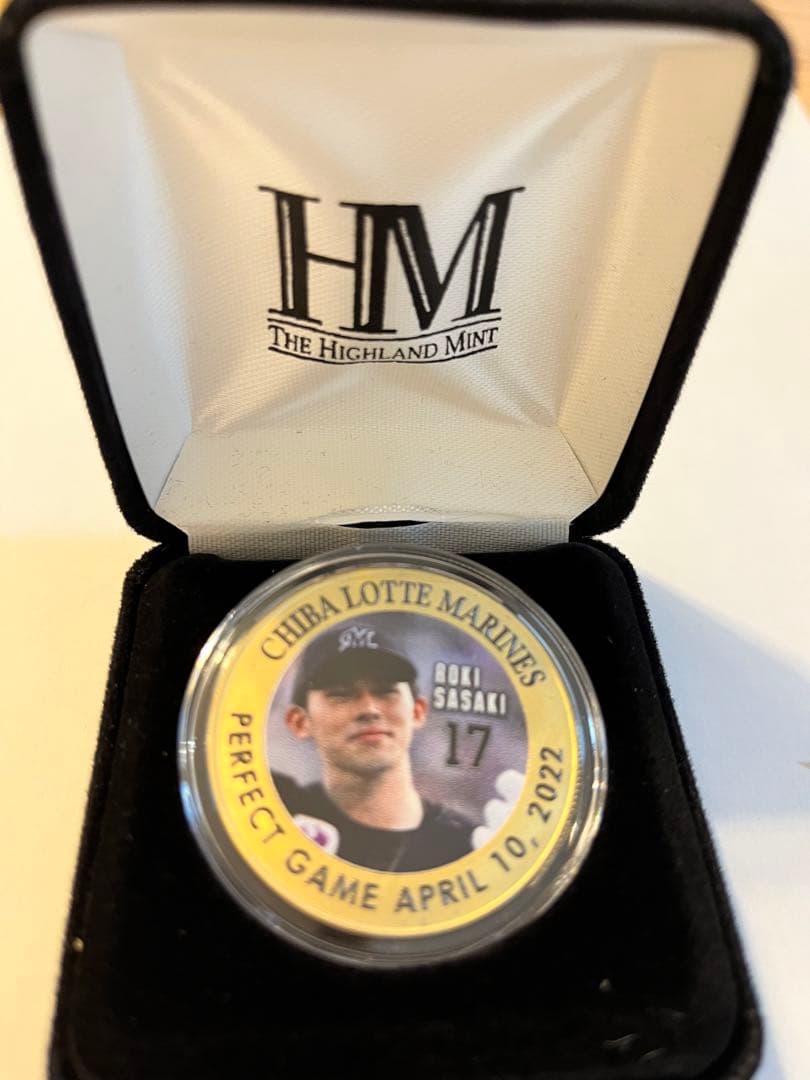 HM
THE HIGHLAND MINT
CHIBA LOTTE MARINES
ROKI
SASAKI
17
PERFECT GAME APRIL 10, 2022